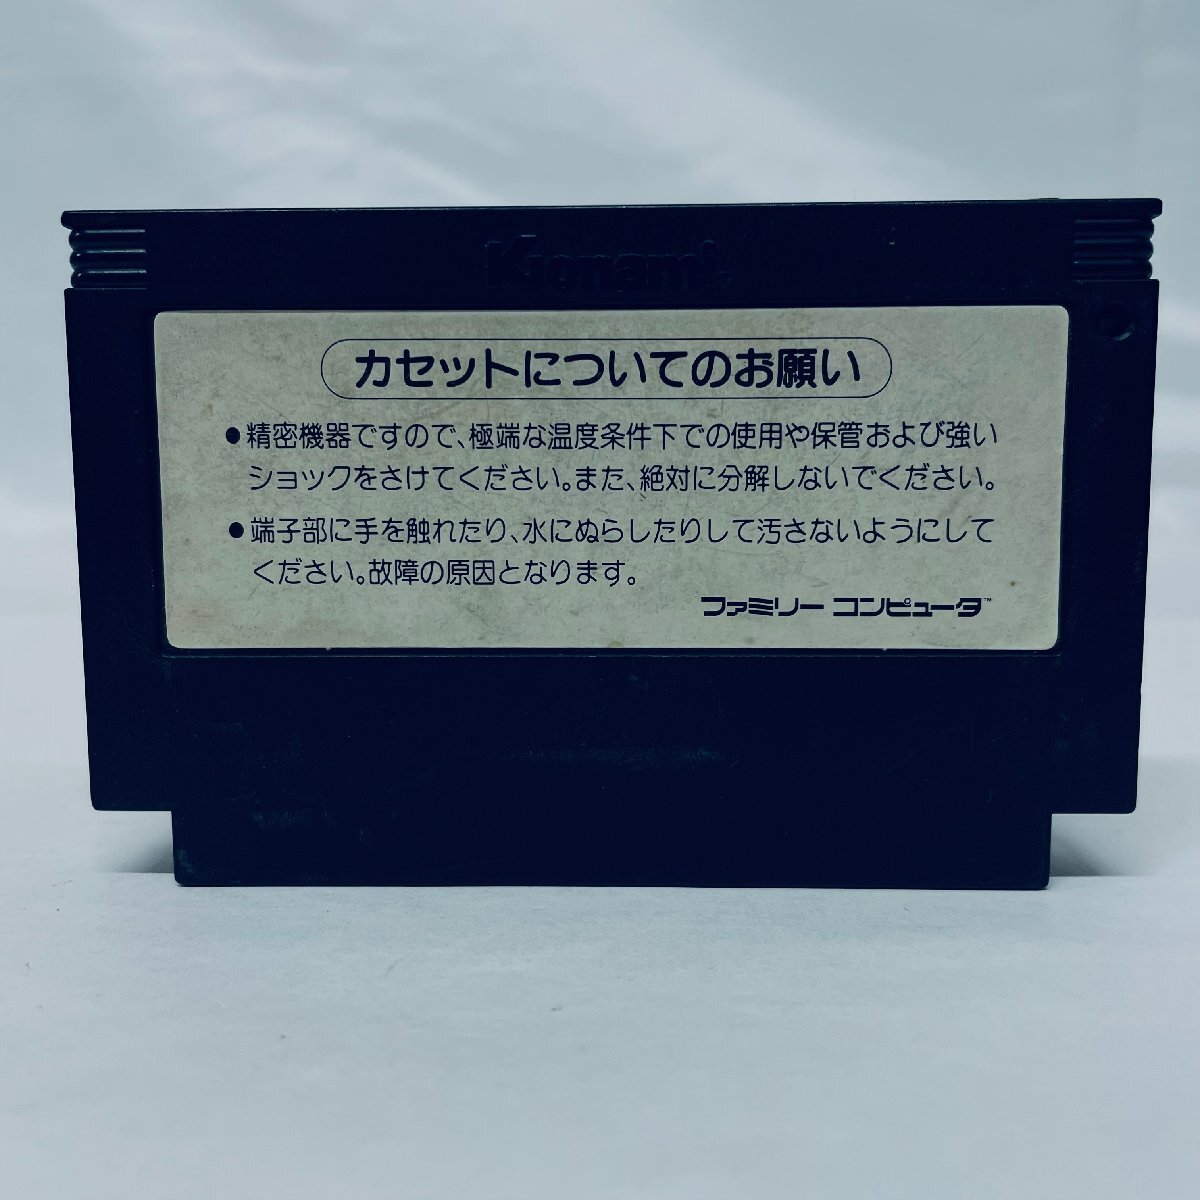 Konami
カセットについてのお願い
●精密機器ですので、極端な温度条件下での使用や保管および強い
ショックをさけてください。また、絶対に分解しないでください。
●端子部に手を触れたり、水にぬらしたりして汚さないようにして
ください。故障の原因となります。
ファミリー コンピュータ™